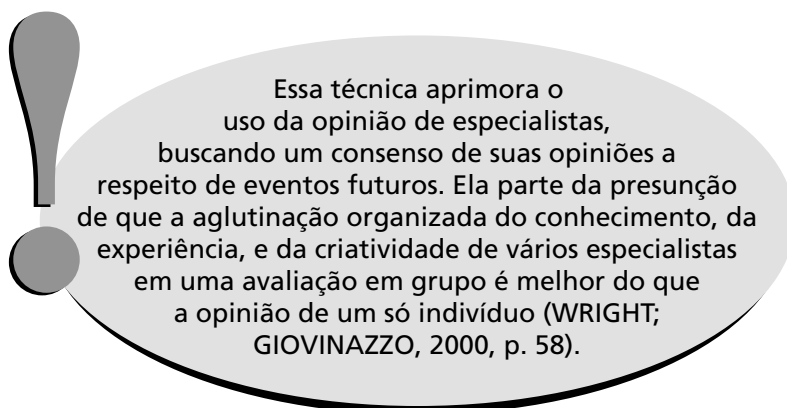 Essa técnica aprimora o
uso da opinião de especialistas,
buscando um consenso de suas opiniões a
respeito de eventos futuros. Ela parte da presunção
de que a aglutinação organizada do conhecimento, da
experiência, e da criatividade de vários especialistas
em uma avaliação em grupo é melhor do que
a opinião de um só indivíduo (WRIGHT;
GIOVINAZZO, 2000, p. 58).